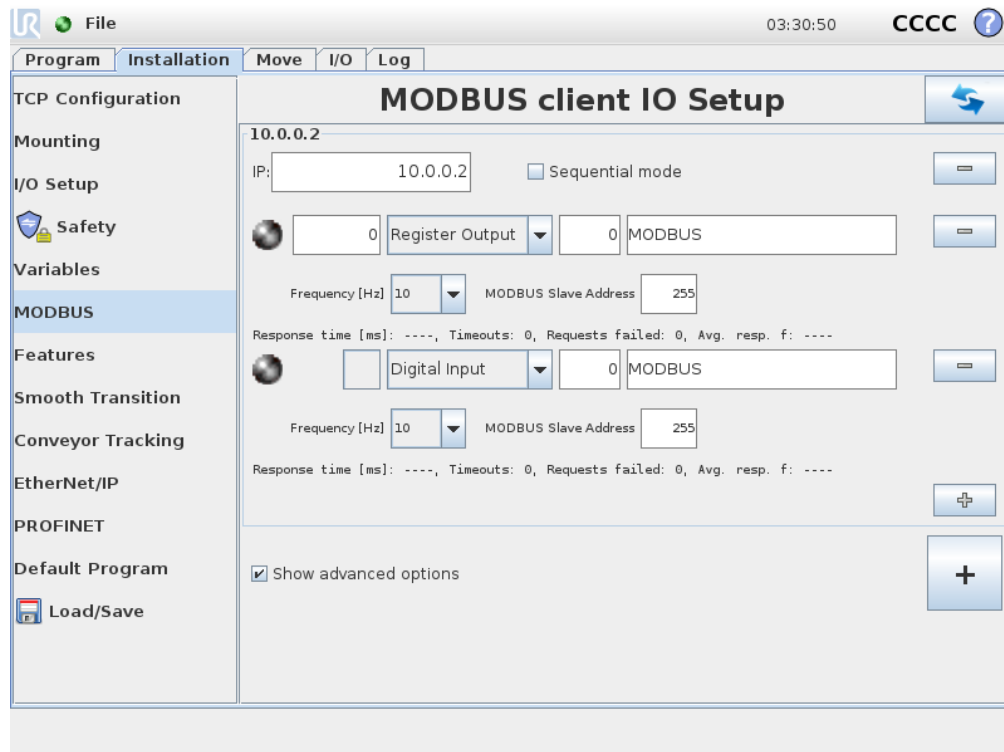 UR File 03:30:50 CCCC ?
Program Installation Move I/O Log
TCP Configuration
Mounting
I/O Setup
Safety
Variables
MODBUS
Features
Smooth Transition
Conveyor Tracking
EtherNet/IP
PROFINET
Default Program
Load/Save
MODBUS client IO Setup
10.0.0.2
IP: 10.0.0.2 Sequential mode
0 Register Output 0 MODBUS
Frequency [Hz] 10 MODBUS Slave Address 255
Response time [ms]: ----, Timeouts: 0, Requests failed: 0, Avg. resp. f: ----
Digital Input 0 MODBUS
Frequency [Hz] 10 MODBUS Slave Address 255
Response time [ms]: ----, Timeouts: 0, Requests failed: 0, Avg. resp. f: ----
Show advanced options